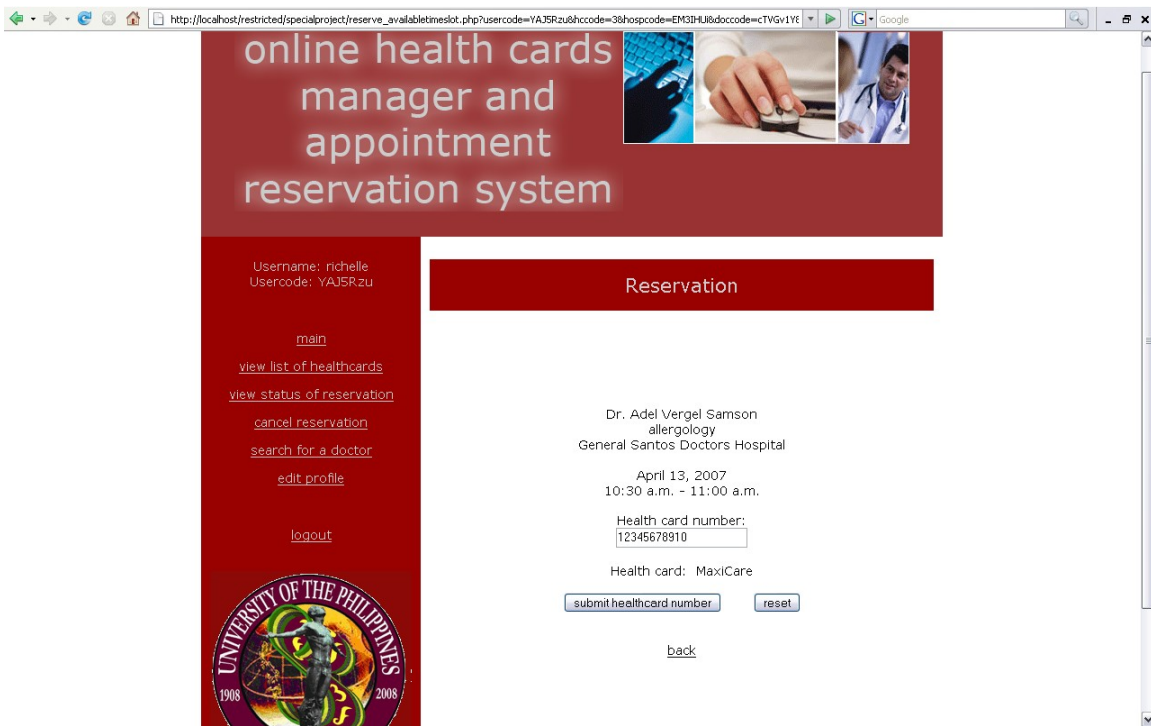 http://localhost/restricted/specialproject/reserve_availabletimeslot.php?usercode=YAJ5Rzu&hccode=3&hospcode=EM3IHUi&doccode=cTVGv1Y8
Google
online health cards
manager and
appointment
reservation system
Username: richelle
Usercode: YAJ5Rzu
main
view list of healthcards
view status of reservation
cancel reservation
search for a doctor
edit profile
logout
UNIVERSITY OF THE PHILIPPINES
1908
2008
Reservation
Dr. Adel Vergel Samson
allergology
General Santos Doctors Hospital
April 13, 2007
10:30 a.m. - 11:00 a.m.
Health card number:
12345678910
Health card: MaxiCare
submit healthcard number
reset
back